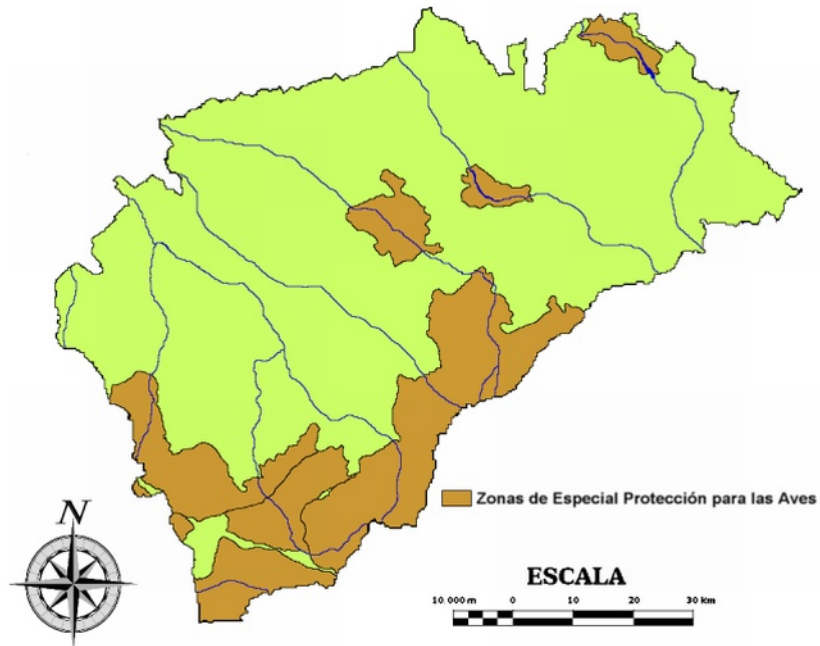 Zonas de Especial Protección para las Aves
N
ESCALA
10.000 m 0 10 20 30 km